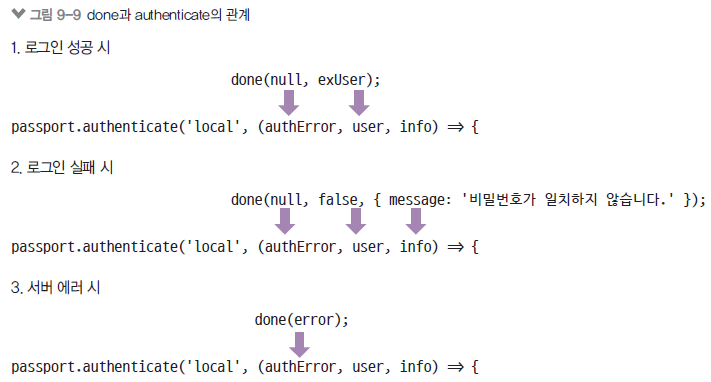 그림 9-9 done과 authenticate의 관계
1. 로그인 성공 시
done(null, exUser);
passport.authenticate('local', (authError, user, info) => {
2. 로그인 실패 시
done(null, false, { message: '비밀번호가 일치하지 않습니다.' });
passport.authenticate('local', (authError, user, info) => {
3. 서버 에러 시
done(error);
passport.authenticate('local', (authError, user, info) => {